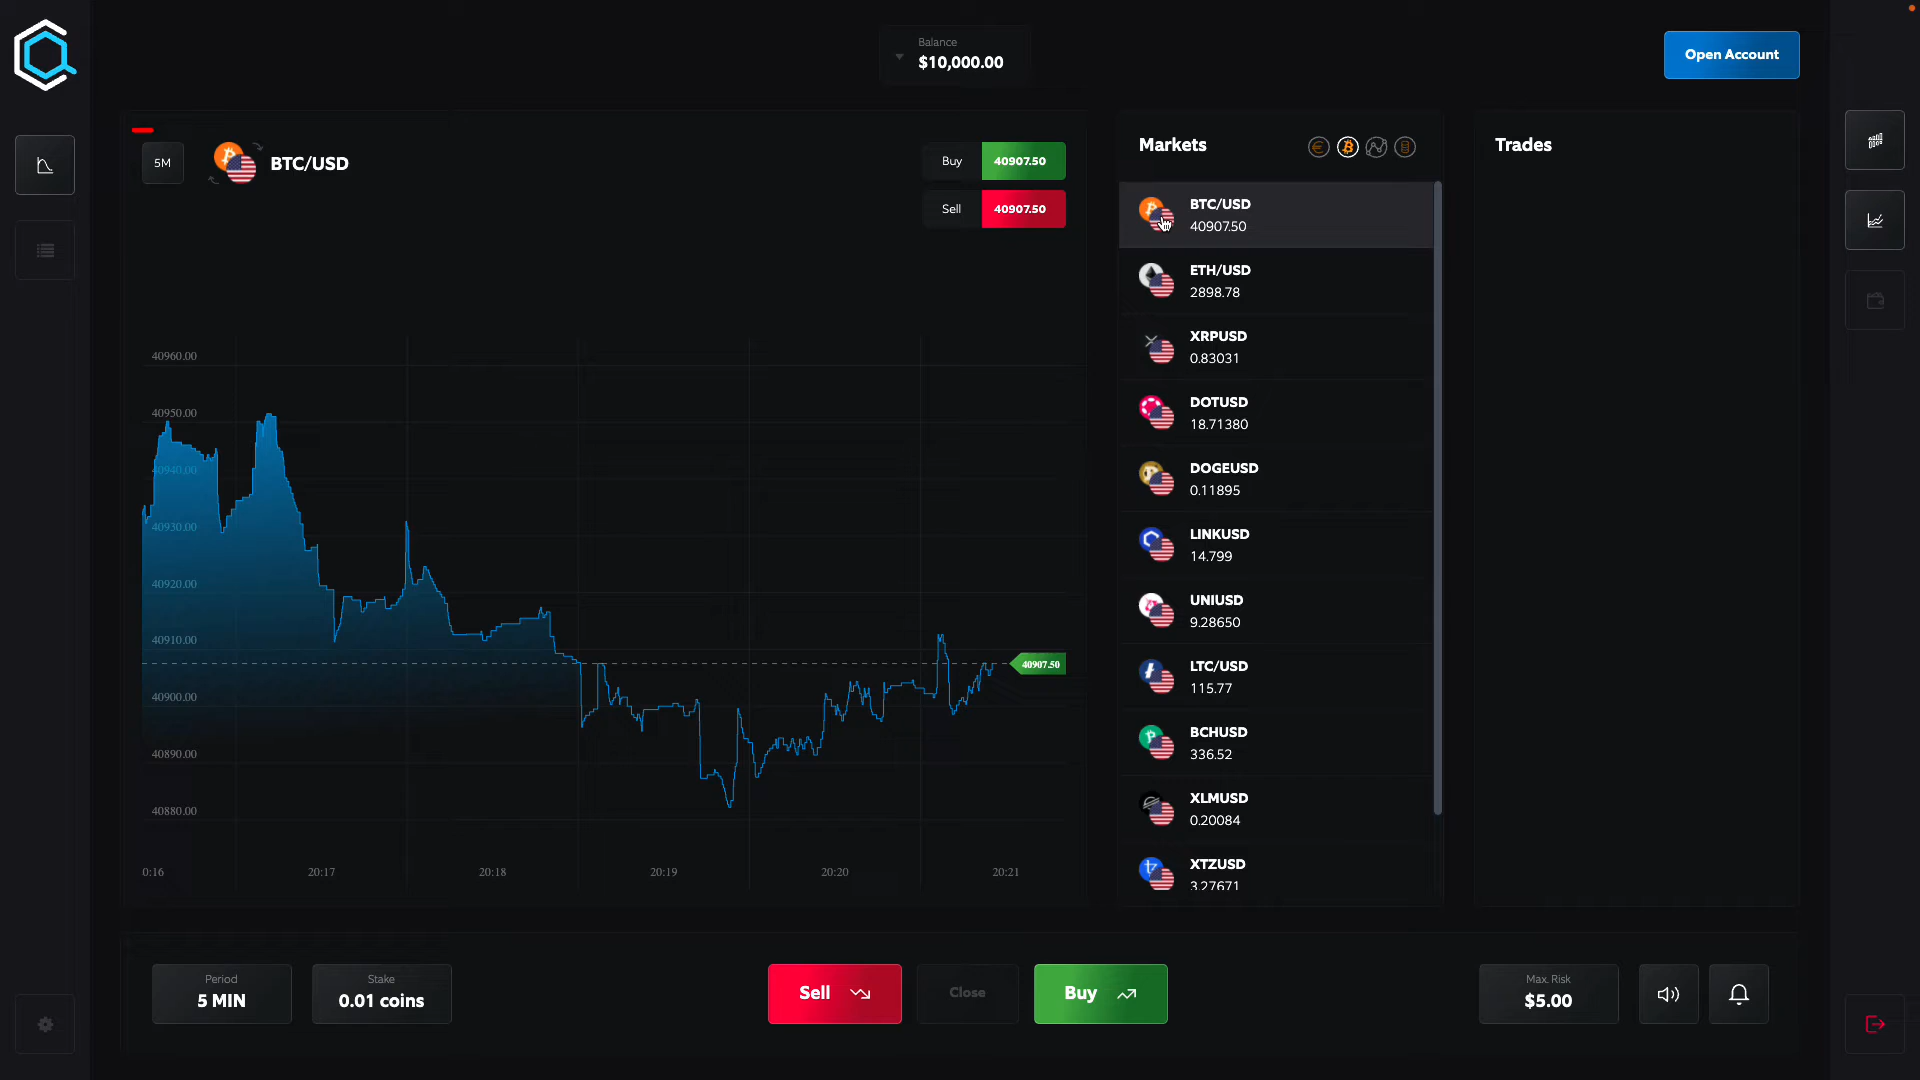 Balance
$10,000.00
Open Account
5M
BTC/USD
Buy
40907.50
Sell
40907.50
40960.00
40950.00
40940.00
40930.00
40920.00
40910.00
40900.00
40890.00
40880.00
40907.50
0:16
20:17
20:18
20:19
20:20
20:21
Markets
BTC/USD
40907.50
ETH/USD
2898.78
XRPUSD
0.83031
DOTUSD
18.71380
DOGEUSD
0.11895
LINKUSD
14.799
UNIUSD
9.28650
LTC/USD
115.77
BCHUSD
336.52
XLMUSD
0.20084
XTZUSD
3.27671
Trades
Period
5 MIN
Stake
0.01 coins
Sell
Close
Buy
Max. Risk
$5.00